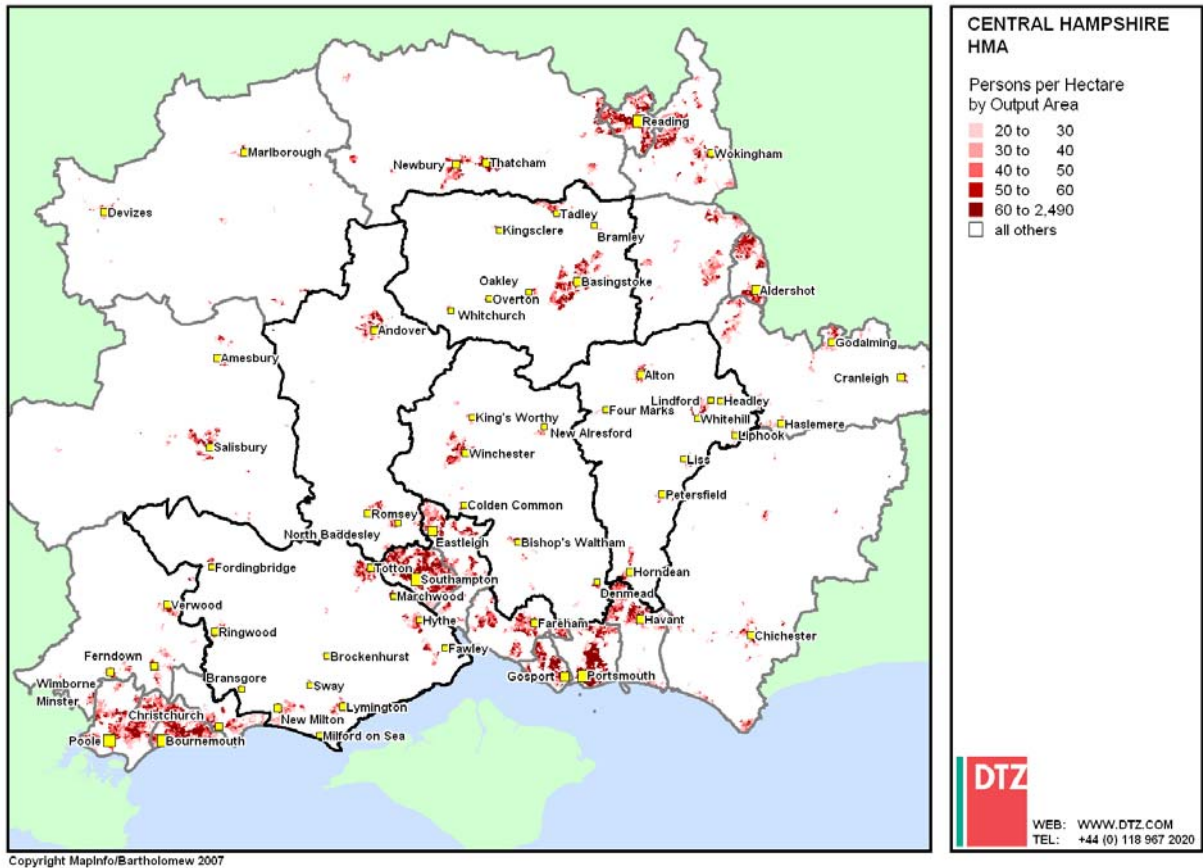 Reading
Marlborough
Wokingham
Newbury
Thatcham
Devizes
Tadley
Kingsclere
Bramley
Oakley
Basingstoke
Overton
Aldershot
Whitchurch
Andover
Godalming
Amesbury
Alton
Cranleigh
Lindford
Headley
King's Worthy
Four Marks
Whitehill
New Alresford
Haslemere
Liphook
Salisbury
Winchester
Liss
Petersfield
Colden Common
Romsey
North Baddesley
Eastleigh
Bishop's Waltham
Fordingbridge
Totton
Horndean
Southampton
Denmead
Marchwood
Verwood
Hythe
Fareham
Havant
Ringwood
Chichester
Brockenhurst
Fawley
Ferndown
Gosport
Portsmouth
Wimborne
Minster
Bransgore
Sway
Christchurch
New Milton
Lymington
Poole
Bournemouth
Milford on Sea
Copyright MapInfo/Bartholomew 2007
CENTRAL HAMPSHIRE
HMA
Persons per Hectare
by Output Area
20 to 30
30 to 40
40 to 50
50 to 60
60 to 2,490
all others
DTZ
WEB: WWW.DTZ.COM
TEL: +44 (0) 118 967 2020